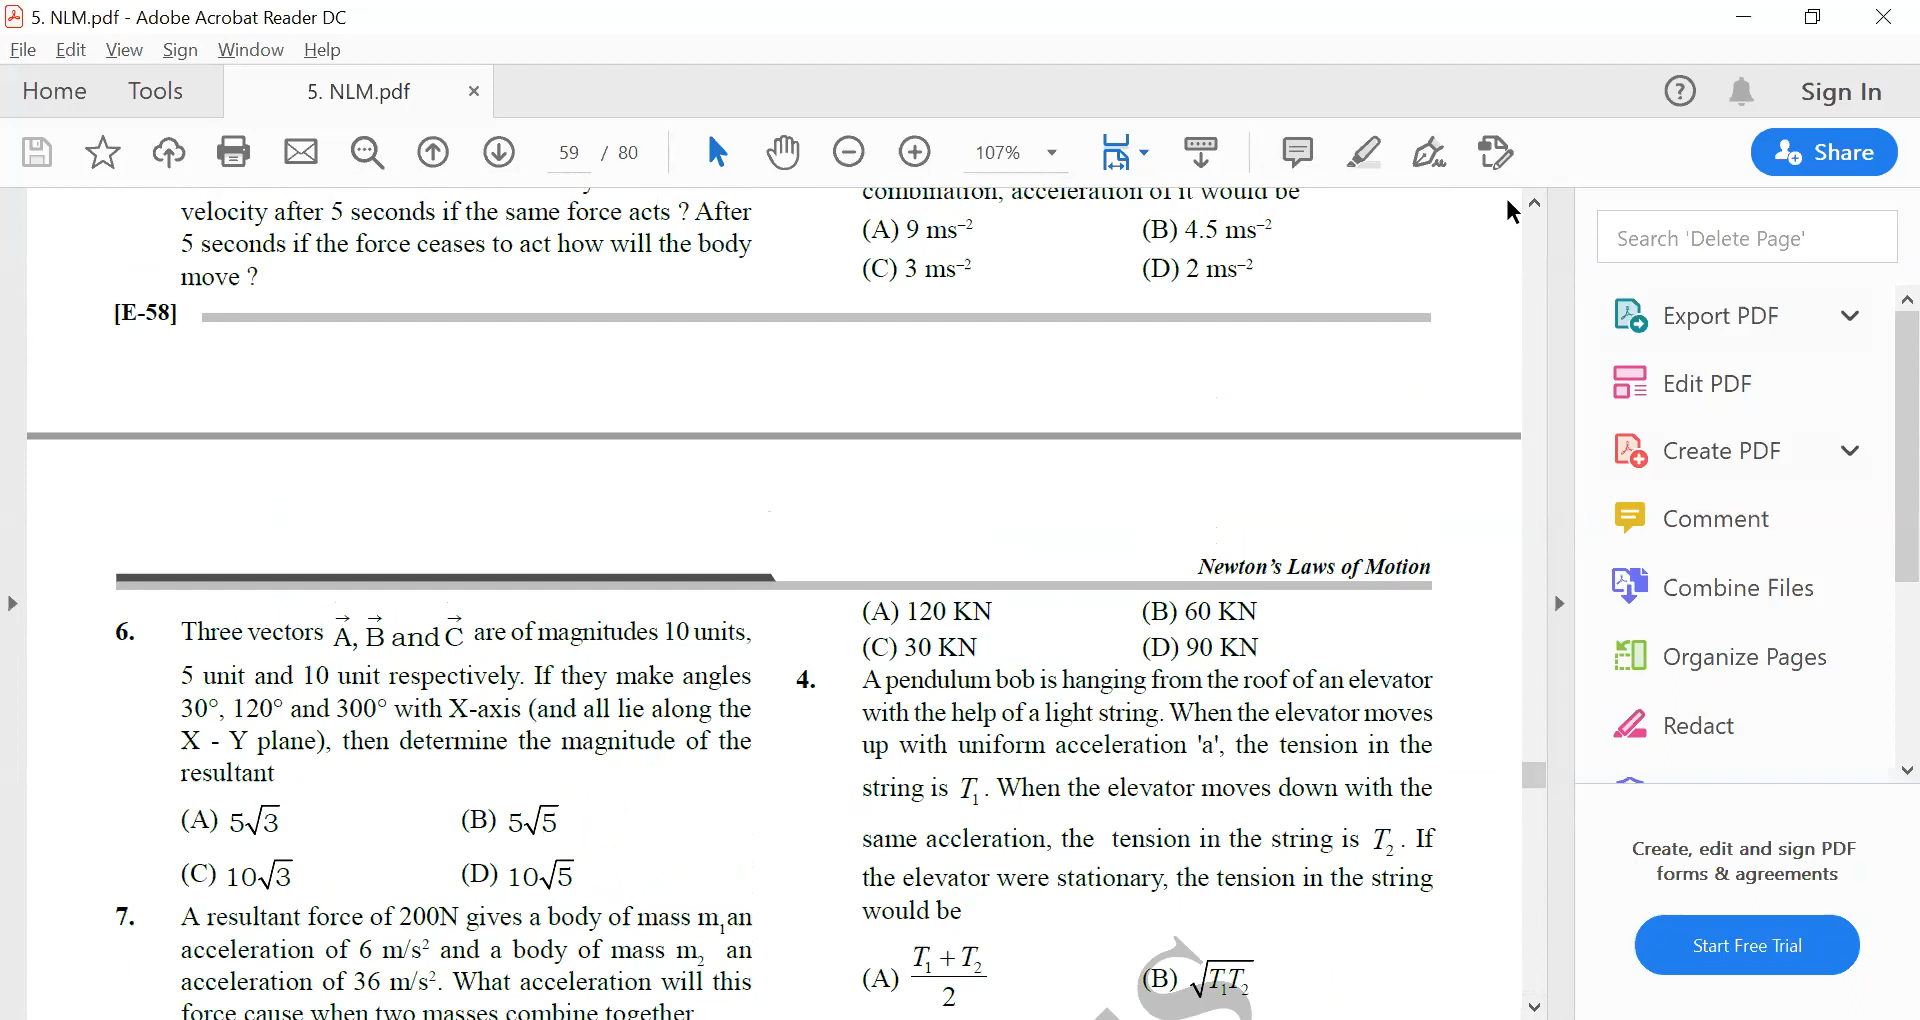 5. NLM.pdf - Adobe Acrobat Reader DC
File Edit View Sign Window Help
Home Tools 5. NLM.pdf × Sign In
59 / 80 107% Share
velocity after 5 seconds if the same force acts ? After
5 seconds if the force ceases to act how will the body
move ?
[E-58]
combination, acceleration of it would be
(A) 9 ms⁻² (B) 4.5 ms⁻²
(C) 3 ms⁻² (D) 2 ms⁻²
Newton's Laws of Motion
6. Three vectors A⃗, B⃗ and C⃗ are of magnitudes 10 units,
5 unit and 10 unit respectively. If they make angles
30°, 120° and 300° with X-axis (and all lie along the
X - Y plane), then determine the magnitude of the
resultant
(A) 5√3 (B) 5√5
(C) 10√3 (D) 10√5
7. A resultant force of 200N gives a body of mass m₁ an
acceleration of 6 m/s² and a body of mass m₂ an
acceleration of 36 m/s². What acceleration will this
force cause when two masses combine together
(A) 120 KN (B) 60 KN
(C) 30 KN (D) 90 KN
4. A pendulum bob is hanging from the roof of an elevator
with the help of a light string. When the elevator moves
up with uniform acceleration 'a', the tension in the
string is T₁. When the elevator moves down with the
same accleration, the tension in the string is T₂. If
the elevator were stationary, the tension in the string
would be
(A) (T₁ + T₂)/2 (B) √T₁T₂
Search 'Delete Page'
Export PDF
Edit PDF
Create PDF
Comment
Combine Files
Organize Pages
Redact
Create, edit and sign PDF
forms & agreements
Start Free Trial